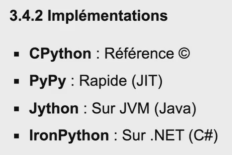 3.4.2 Implémentations
▪ CPython : Référence ©
▪ PyPy : Rapide (JIT)
▪ Jython : Sur JVM (Java)
▪ IronPython : Sur .NET (C#)